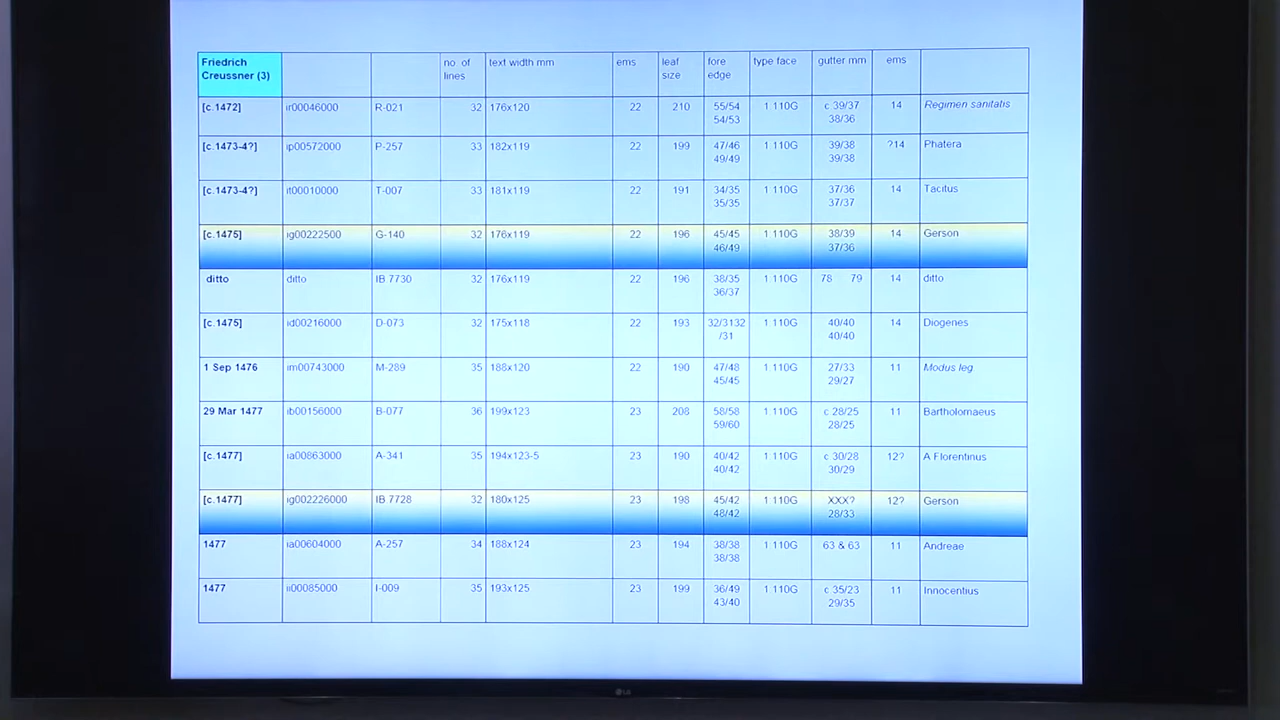 Friedrich Creussner (3) no. of lines text width mm ems leaf size fore edge type face gutter mm ems
[c.1472] ir00046000 R-021 32 176x120 22 210 55/54 54/53 1 110G c 39/37 38/36 14 Regimen sanitatis
[c.1473-4?] ip00572000 P-257 33 182x119 22 199 47/46 49/49 1 110G 39/38 39/38 ?14 Phatera
[c.1473-4?] it00010000 T-007 33 181x119 22 191 34/35 35/35 1 110G 37/36 37/37 14 Tacitus
[c.1475] ig00222500 G-140 32 176x119 22 196 45/45 46/49 1 110G 38/39 37/36 14 Gerson
ditto ditto IB 7730 32 176x119 22 196 38/35 36/37 1 110G 78 79 14 ditto
[c.1475] id00216000 D-073 32 175x118 22 193 32/3132 /31 1 110G 40/40 40/40 14 Diogenes
1 Sep 1476 im00743000 M-289 35 188x120 22 190 47/48 45/45 1 110G 27/33 29/27 11 Modus leg
29 Mar 1477 ib00156000 B-077 36 199x123 23 208 58/58 59/60 1 110G c 28/25 28/25 11 Bartholomaeus
[c.1477] ia00863000 A-341 35 194x123-5 23 190 40/42 40/42 1 110G c 30/28 30/29 12? A Florentinus
[c.1477] ig002226000 IB 7728 32 180x125 23 198 45/42 48/42 1 110G XXX? 28/33 12? Gerson
1477 ia00604000 A-257 34 188x124 23 194 38/38 38/38 1 110G 63 & 63 11 Andreae
1477 ii00085000 I-009 35 193x125 23 199 36/49 43/40 1 110G c 35/23 29/35 11 Innocentius
LG